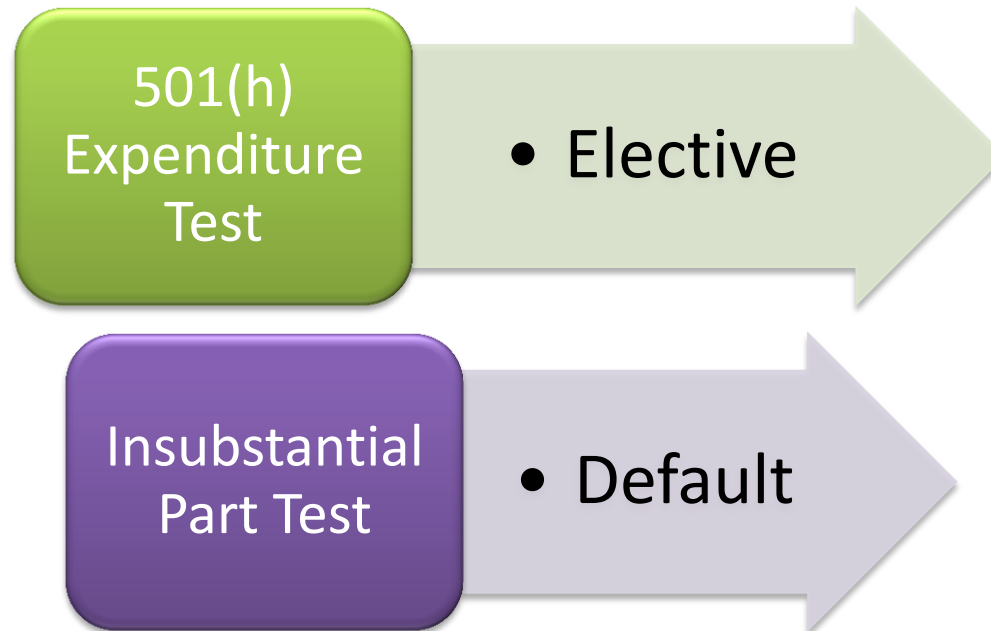 501(h)
Expenditure
Test
• Elective
Insubstantial
Part Test
• Default